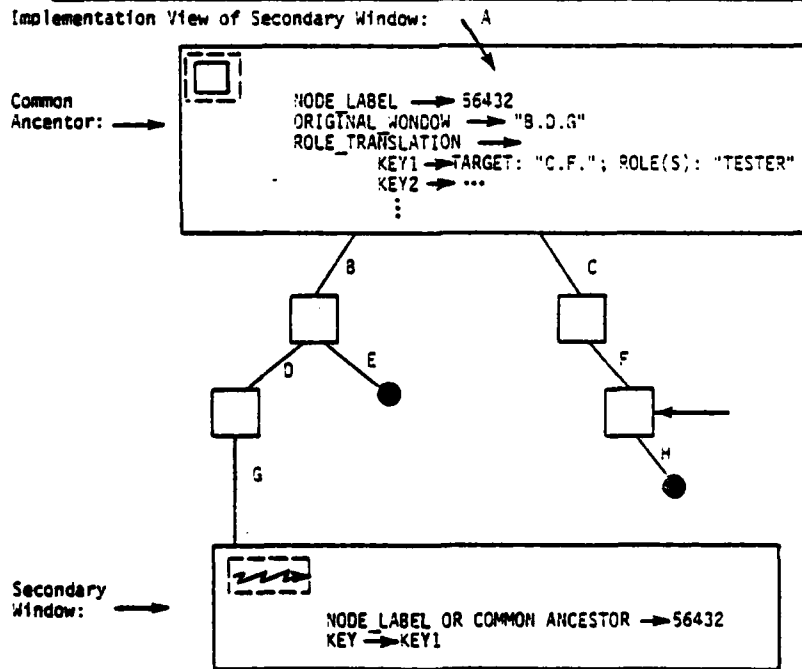 Implementation View of Secondary Window: A
Common
Ancentor:
NODE_LABEL → 56432
ORIGINAL_WONDOW → "B.D.G"
ROLE_TRANSLATION →
KEY1 → TARGET: "C.F."; ROLE(S): "TESTER"
KEY2 → ...
B
C
D
E
F
G
H
Secondary
Window:
NODE_LABEL OR COMMON ANCESTOR → 56432
KEY → KEY1